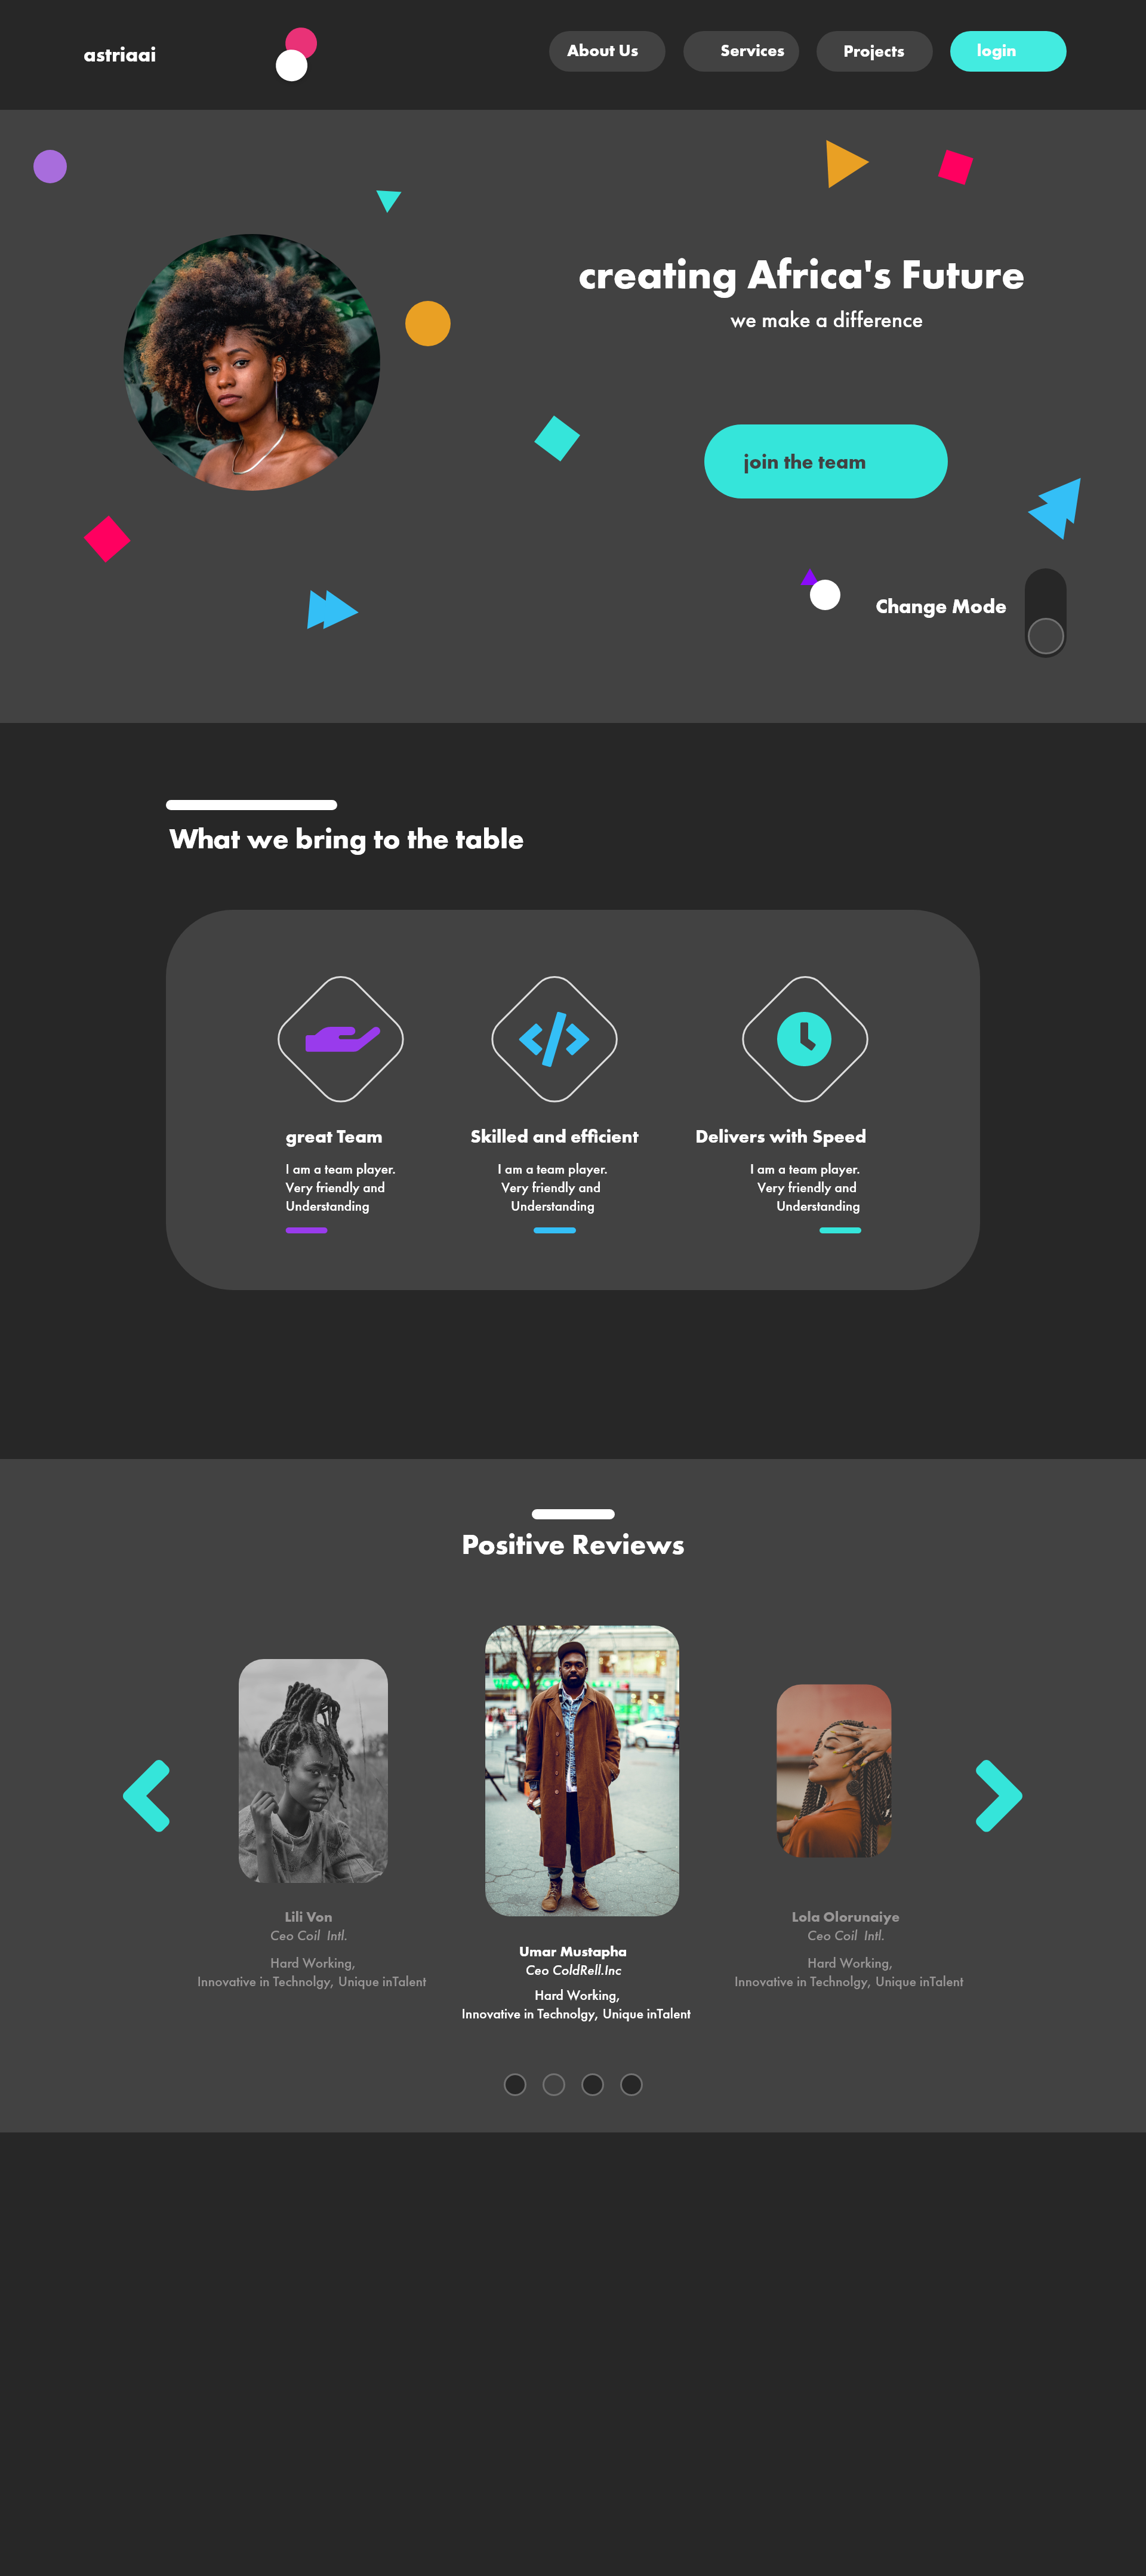 astriaai
About Us
Services
Projects
login
creating Africa's Future
we make a difference
join the team
Change Mode
What we bring to the table
great Team
I am a team player.
Very friendly and
Understanding
Skilled and efficient
I am a team player.
Very friendly and
Understanding
Delivers with Speed
I am a team player.
Very friendly and
Understanding
Positive Reviews
Lili Von
Ceo Coil Intl.
Hard Working,
Innovative in Technolgy, Unique inTalent
Umar Mustapha
Ceo ColdRell.Inc
Hard Working,
Innovative in Technolgy, Unique inTalent
Lola Olorunaiye
Ceo Coil Intl.
Hard Working,
Innovative in Technolgy, Unique inTalent